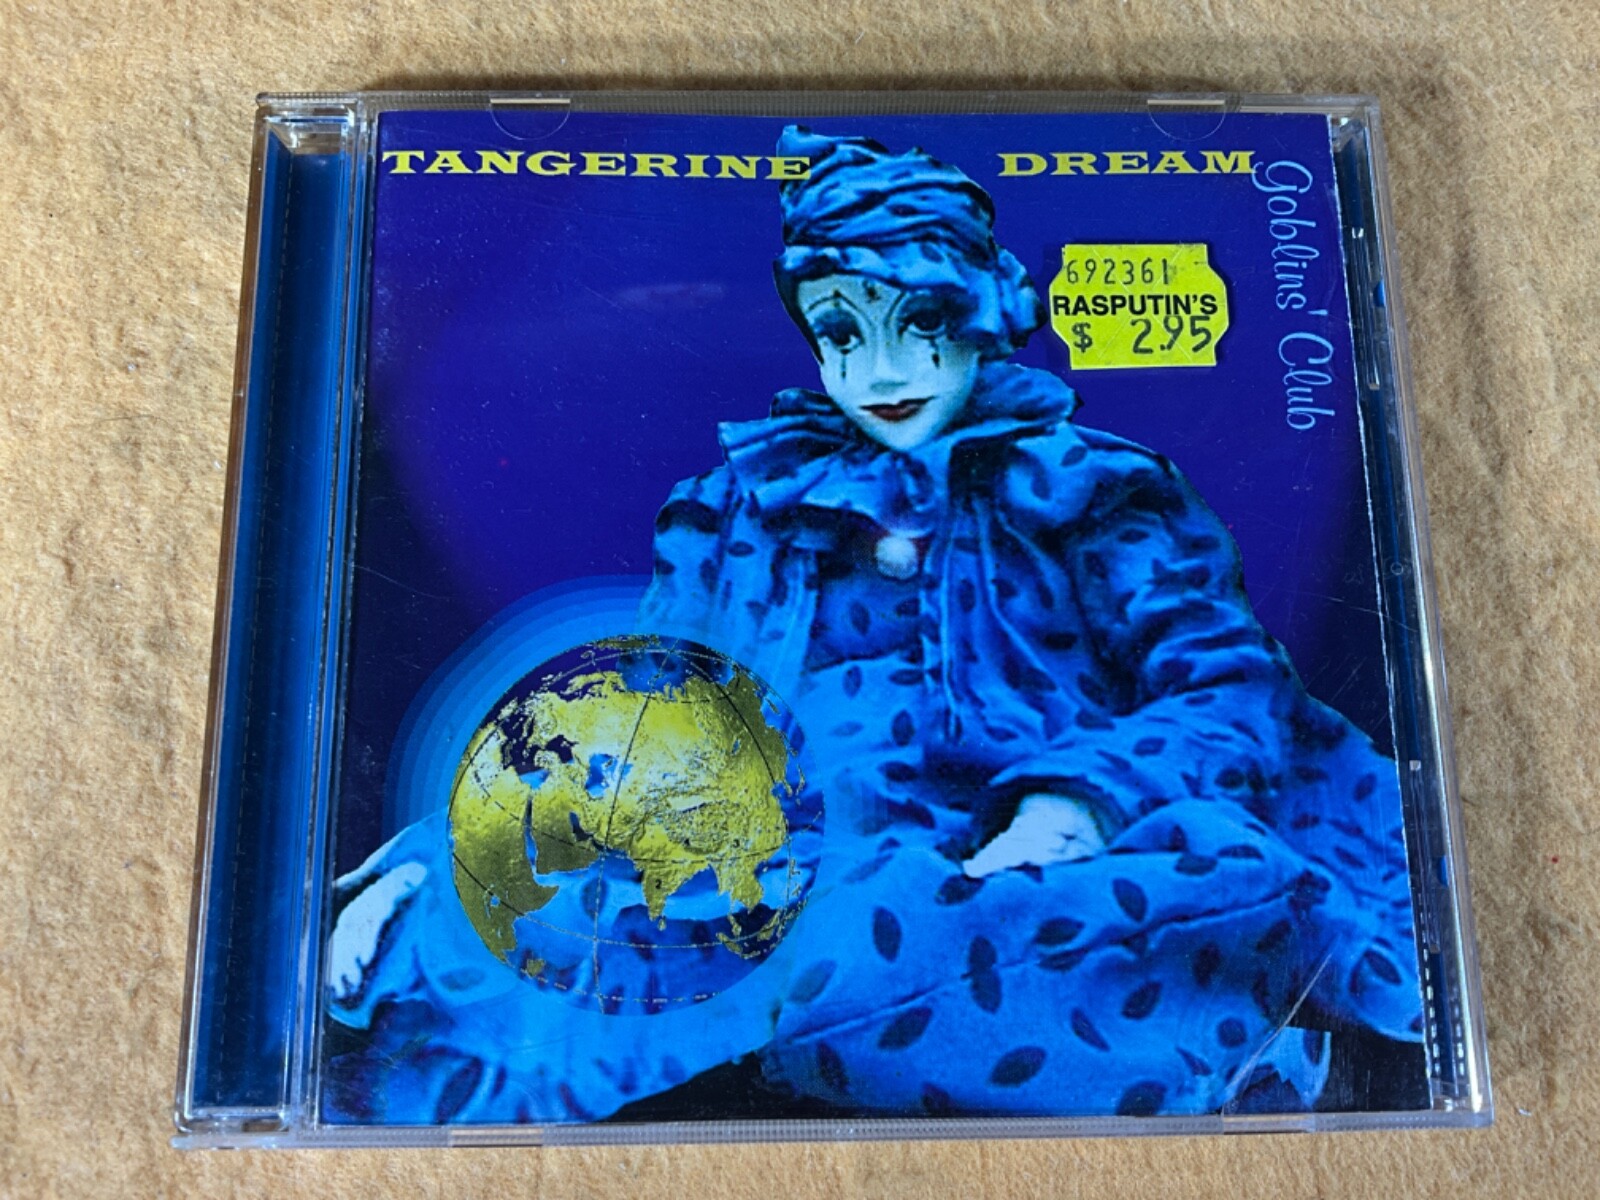 TANGERINE DREAM
Goblins' Club
692361
RASPUTIN'S
$ 2.95